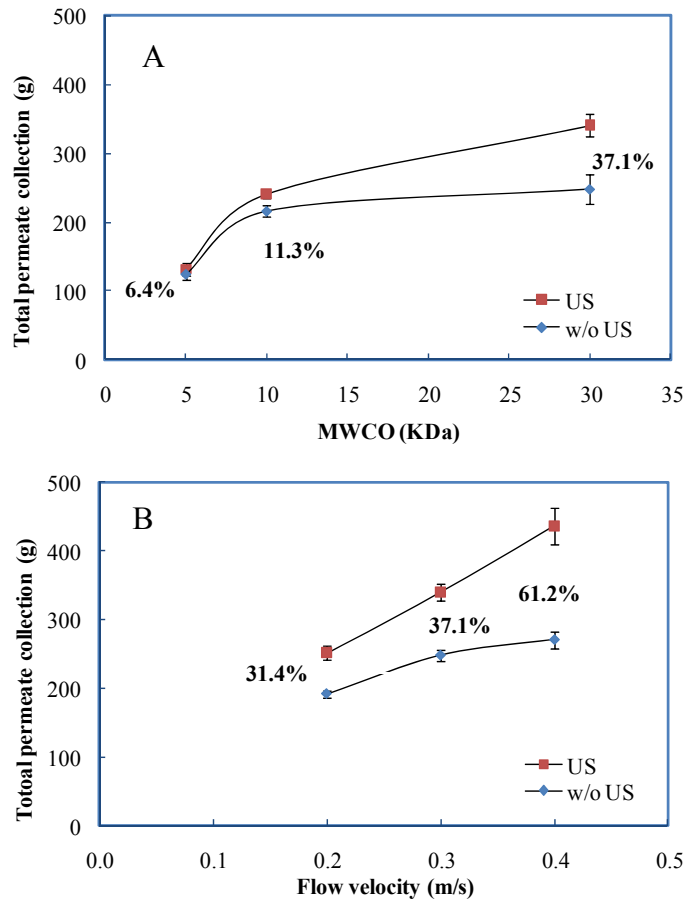 A
Total permeate collection (g)
500
400
300
200
100
0
37.1%
11.3%
6.4%
US
w/o US
0 5 10 15 20 25 30 35
MWCO (KDa)
B
Totoal permeate collection (g)
500
400
300
200
100
0
61.2%
37.1%
31.4%
US
w/o US
0.0 0.1 0.2 0.3 0.4 0.5
Flow velocity (m/s)